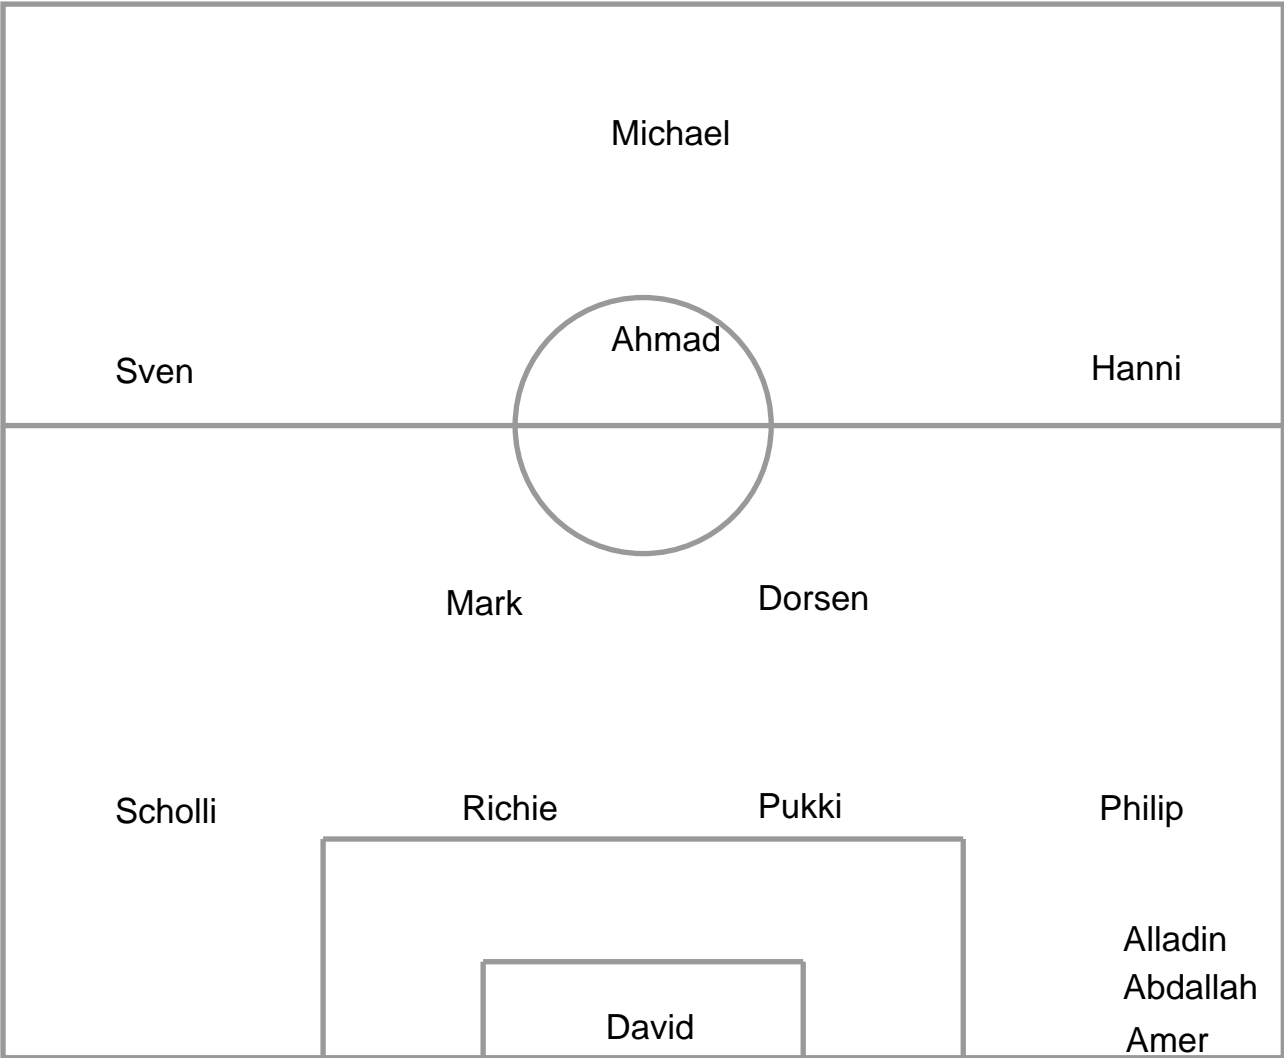 Michael
Ahmad
Sven
Hanni
Mark
Dorsen
Scholli
Richie
Pukki
Philip
Alladin
Abdallah
David
Amer